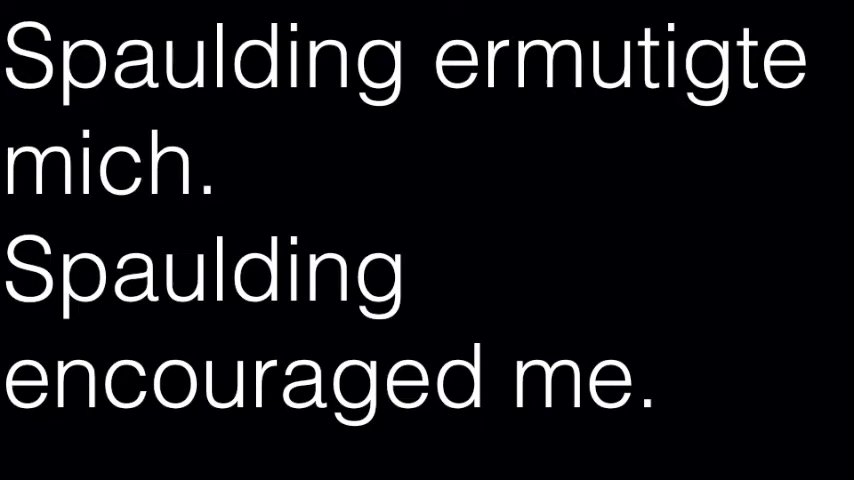 Spaulding ermutigte
mich.
Spaulding
encouraged me.